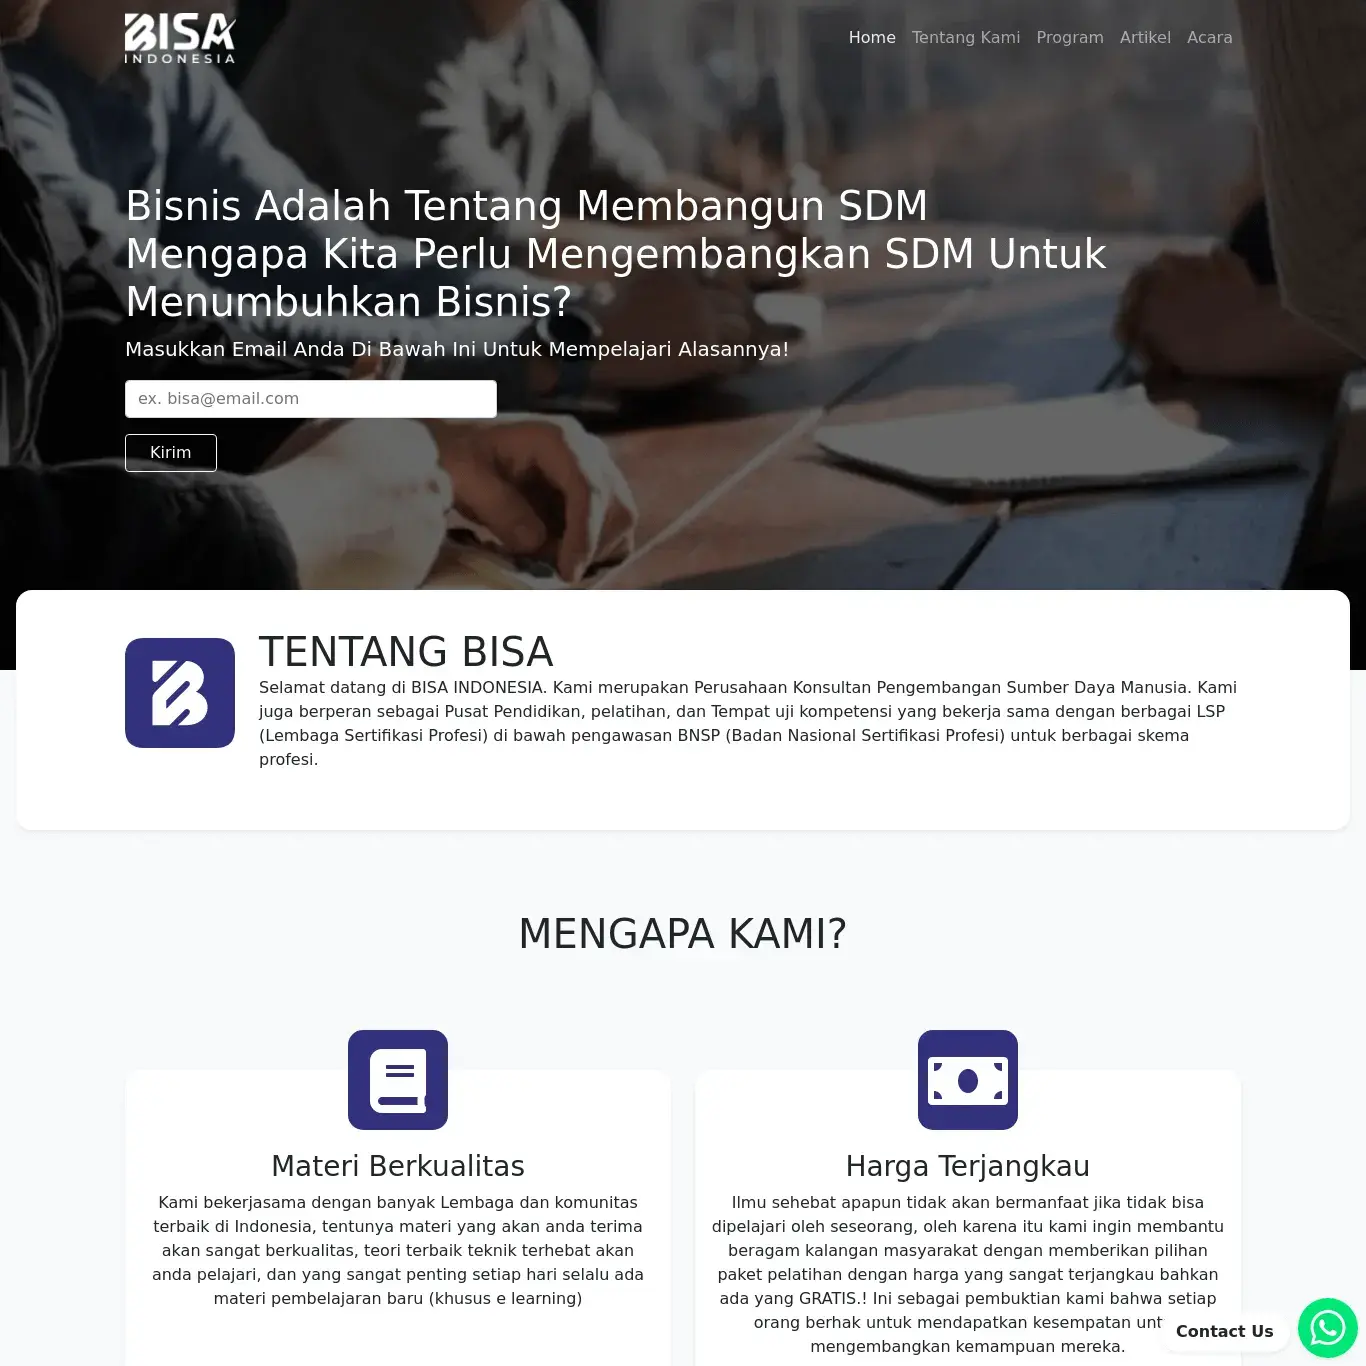 BISA
INDONESIA
Home
Tentang Kami
Program
Artikel
Acara
Bisnis Adalah Tentang Membangun SDM
Mengapa Kita Perlu Mengembangkan SDM Untuk
Menumbuhkan Bisnis?
Masukkan Email Anda Di Bawah Ini Untuk Mempelajari Alasannya!
ex. bisa@email.com
Kirim
TENTANG BISA
Selamat datang di BISA INDONESIA. Kami merupakan Perusahaan Konsultan Pengembangan Sumber Daya Manusia. Kami
juga berperan sebagai Pusat Pendidikan, pelatihan, dan Tempat uji kompetensi yang bekerja sama dengan berbagai LSP
(Lembaga Sertifikasi Profesi) di bawah pengawasan BNSP (Badan Nasional Sertifikasi Profesi) untuk berbagai skema
profesi.
MENGAPA KAMI?
Materi Berkualitas
Kami bekerjasama dengan banyak Lembaga dan komunitas
terbaik di Indonesia, tentunya materi yang akan anda terima
akan sangat berkualitas, teori terbaik teknik terhebat akan
anda pelajari, dan yang sangat penting setiap hari selalu ada
materi pembelajaran baru (khusus e learning)
Harga Terjangkau
Ilmu sehebat apapun tidak akan bermanfaat jika tidak bisa
dipelajari oleh seseorang, oleh karena itu kami ingin membantu
beragam kalangan masyarakat dengan memberikan pilihan
paket pelatihan dengan harga yang sangat terjangkau bahkan
ada yang GRATIS.! Ini sebagai pembuktian kami bahwa setiap
orang berhak untuk mendapatkan kesempatan
mengembangkan kemampuan mereka.
Contact Us